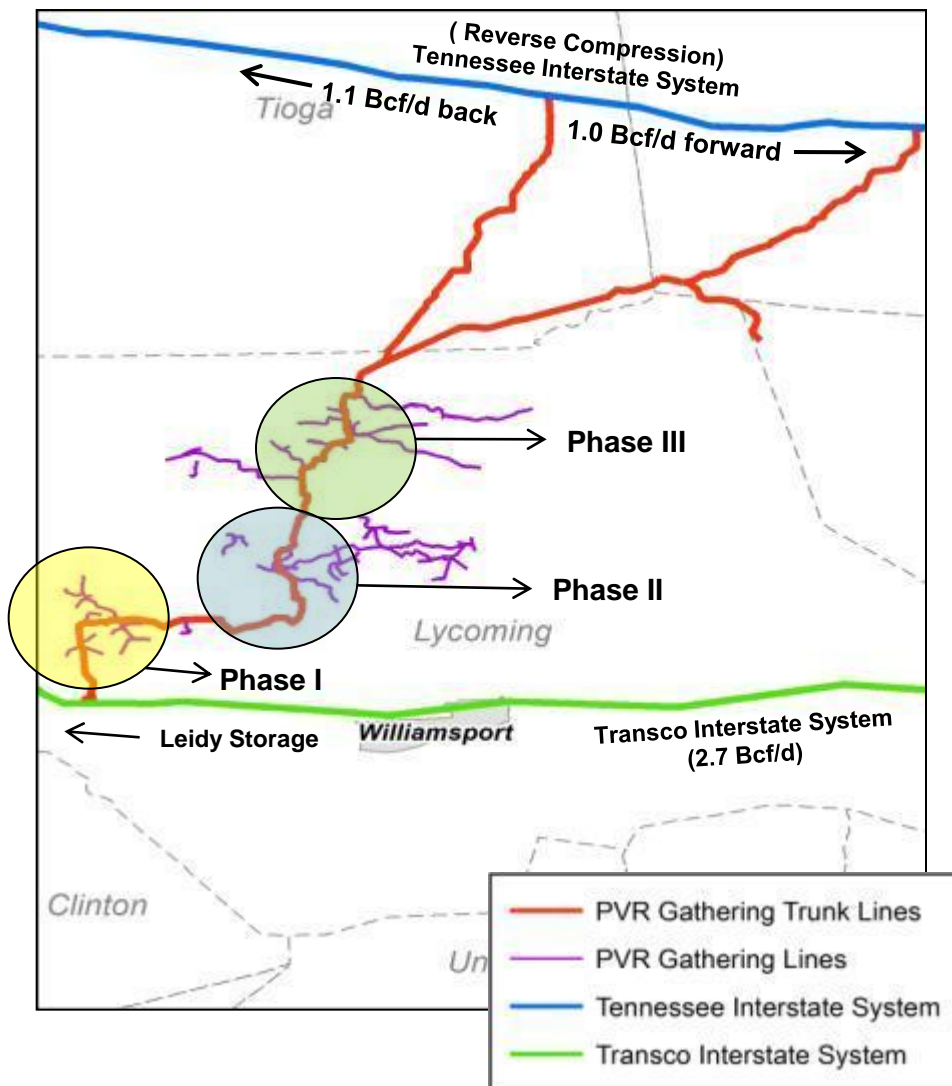 ( Reverse Compression)
Tennessee Interstate System
1.1 Bcf/d back
Tioga
1.0 Bcf/d forward
Phase III
Phase II
Lycoming
Phase I
Leidy Storage
Williamsport
Transco Interstate System
(2.7 Bcf/d)
Clinton
Un
PVR Gathering Trunk Lines
PVR Gathering Lines
Tennessee Interstate System
Transco Interstate System